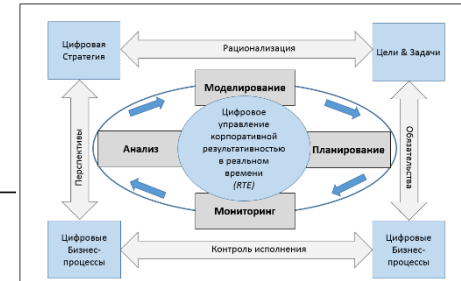 Цифровая
Стратегия
Рационализация
Цели & Задачи
Моделирование
Перспективы
Анализ
Цифровое
управление
корпоративной
результативностью
в реальном
времени
(RTE)
Планирование
Обязательства
Мониторинг
Цифровые
Бизнес-
процессы
Контроль исполнения
Цифровые
Бизнес-
процессы